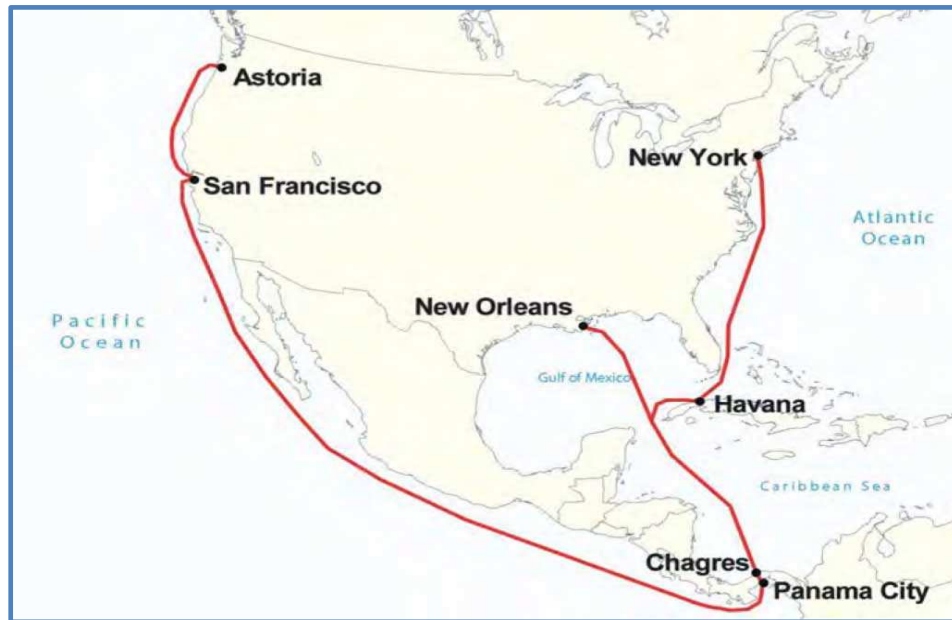 Astoria
New York
San Francisco
Atlantic
Ocean
New Orleans
Pacific
Ocean
Gulf of Mexico
Havana
Caribbean Sea
Chagres
Panama City